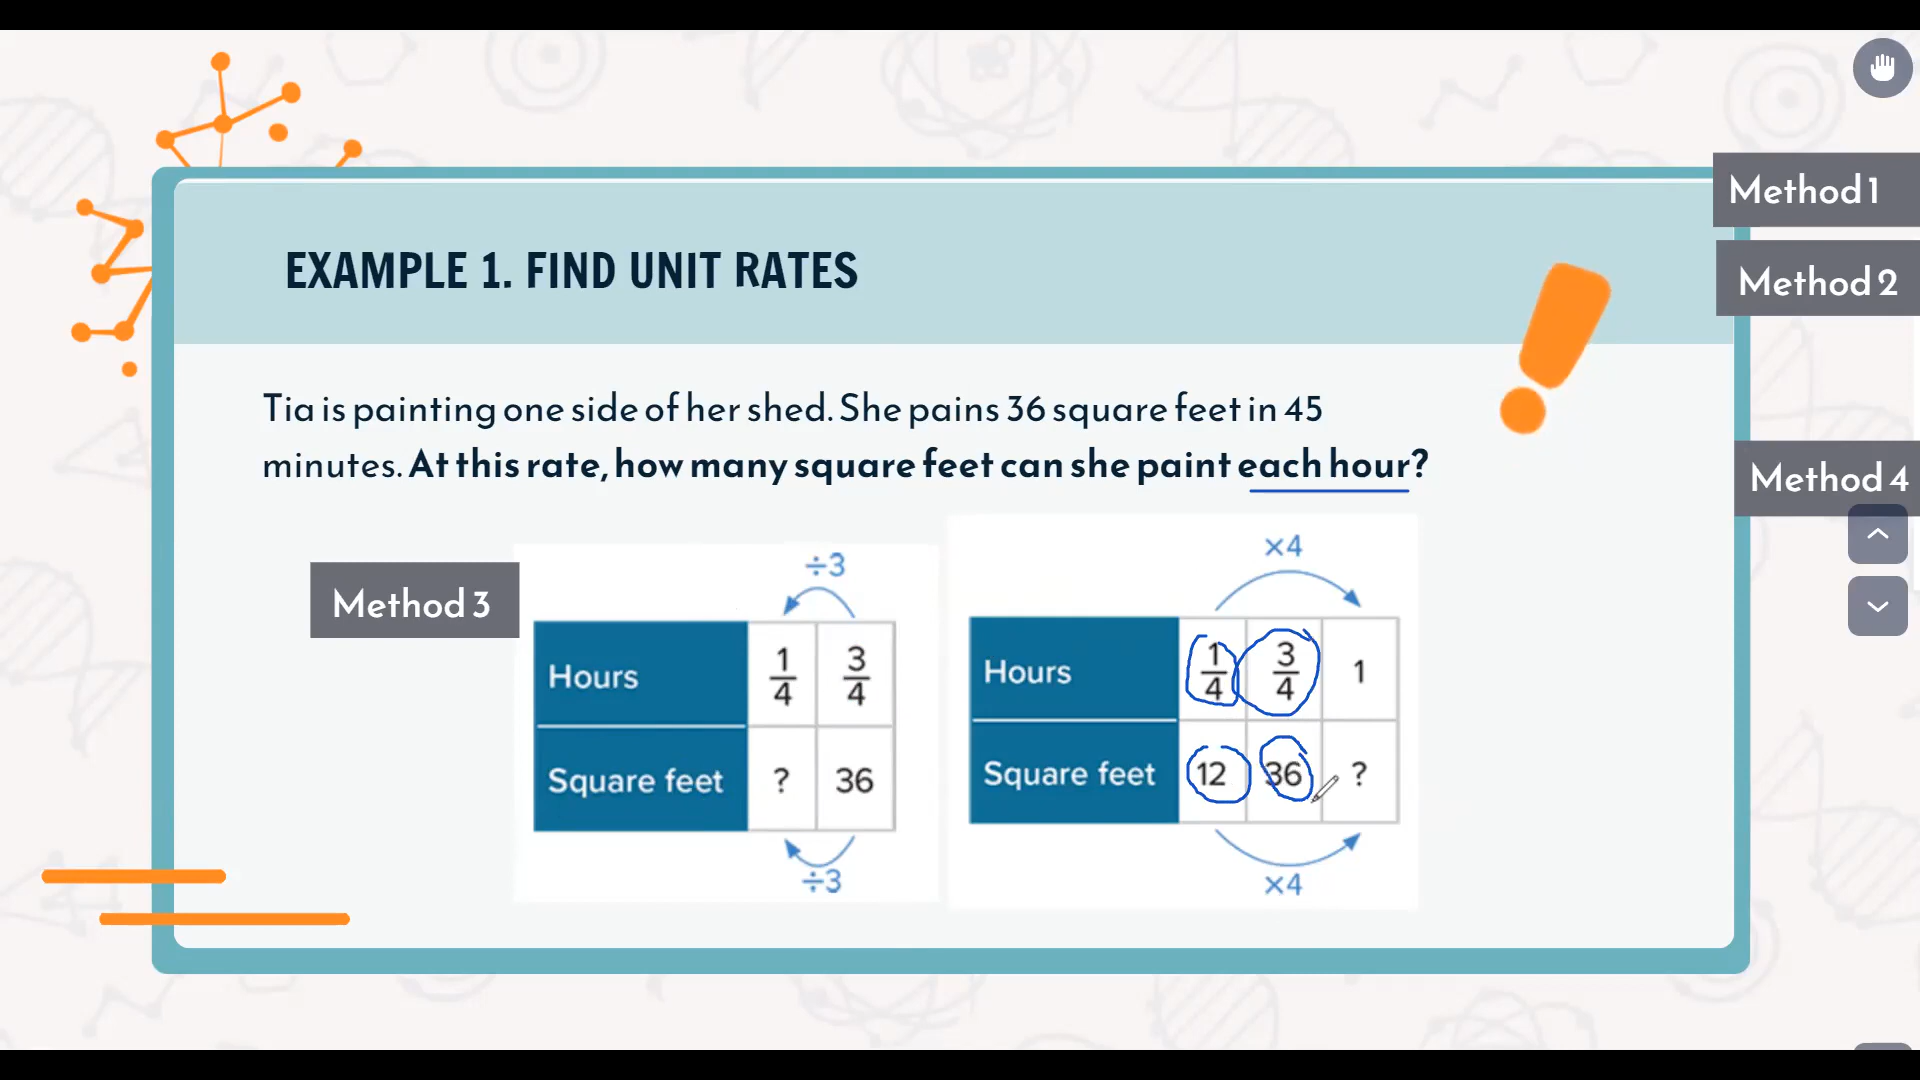 Method 1
Method 2
EXAMPLE 1. FIND UNIT RATES
Tia is painting one side of her shed. She pains 36 square feet in 45
minutes. At this rate, how many square feet can she paint each hour?
Method 4
Method 3
÷3
Hours 1/4 3/4
Square feet ? 36
÷3
×4
Hours 1/4 3/4 1
Square feet 12 36 ?
×4